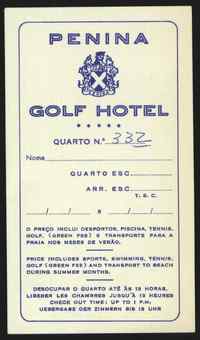 PENINA
GOLF HOTEL
★★★★★
QUARTO N.º 332
Nome
QUARTO ESC.
ARR. ESC.
T. S. C.
/ / a / /
O PREÇO INCLUI DESPORTOS, PISCINA, TENNIS,
GOLF, (GREEN FEE) E TRANSPORTE PARA A
PRAIA NOS MESES DE VERÃO.
PRICE INCLUDES SPORTS, SWIMMING, TENNIS,
GOLF (GREEN FEE) AND TRANSPORT TO BEACH
DURING SUMMER MONTHS.
DESOCUPAR O QUARTO ATÉ ÀS 13 HORAS.
LIBERER LES CHAMBRES JUSQU'À 13 HEURES
CHECK OUT TIME: UP TO 1 P.M.
UEBERGABE DER ZIMMERN BIS 13 UHR